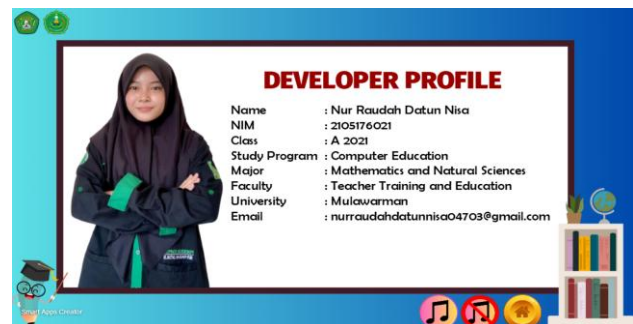 DEVELOPER PROFILE
Name : Nur Raudah Datun Nisa
NIM : 2105176021
Class : A 2021
Study Program : Computer Education
Major : Mathematics and Natural Sciences
Faculty : Teacher Training and Education
University : Mulawarman
Email : nurraudahdatunnisa04703@gmail.com
Smart Apps Creator